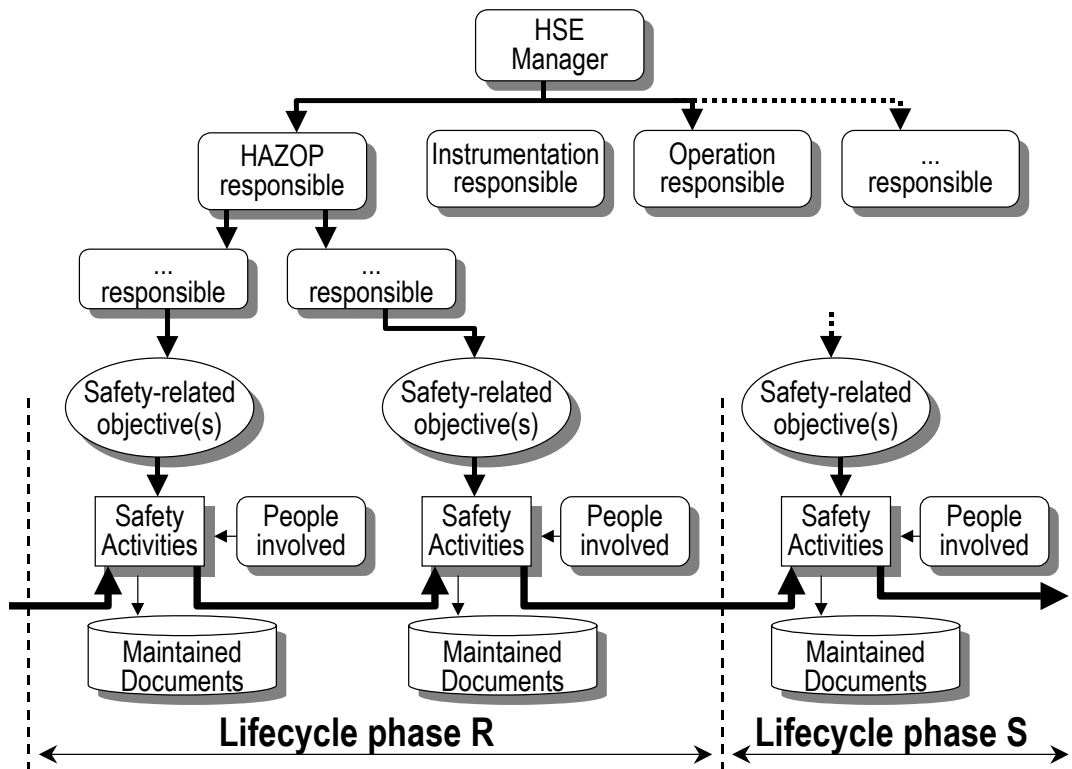 HSE
Manager
HAZOP
responsible
Instrumentation
responsible
Operation
responsible
...
responsible
...
responsible
...
responsible
Safety-related
objective(s)
Safety-related
objective(s)
Safety-related
objective(s)
Safety
Activities
People
involved
Safety
Activities
People
involved
Safety
Activities
People
involved
Maintained
Documents
Maintained
Documents
Maintained
Documents
Lifecycle phase R
Lifecycle phase S